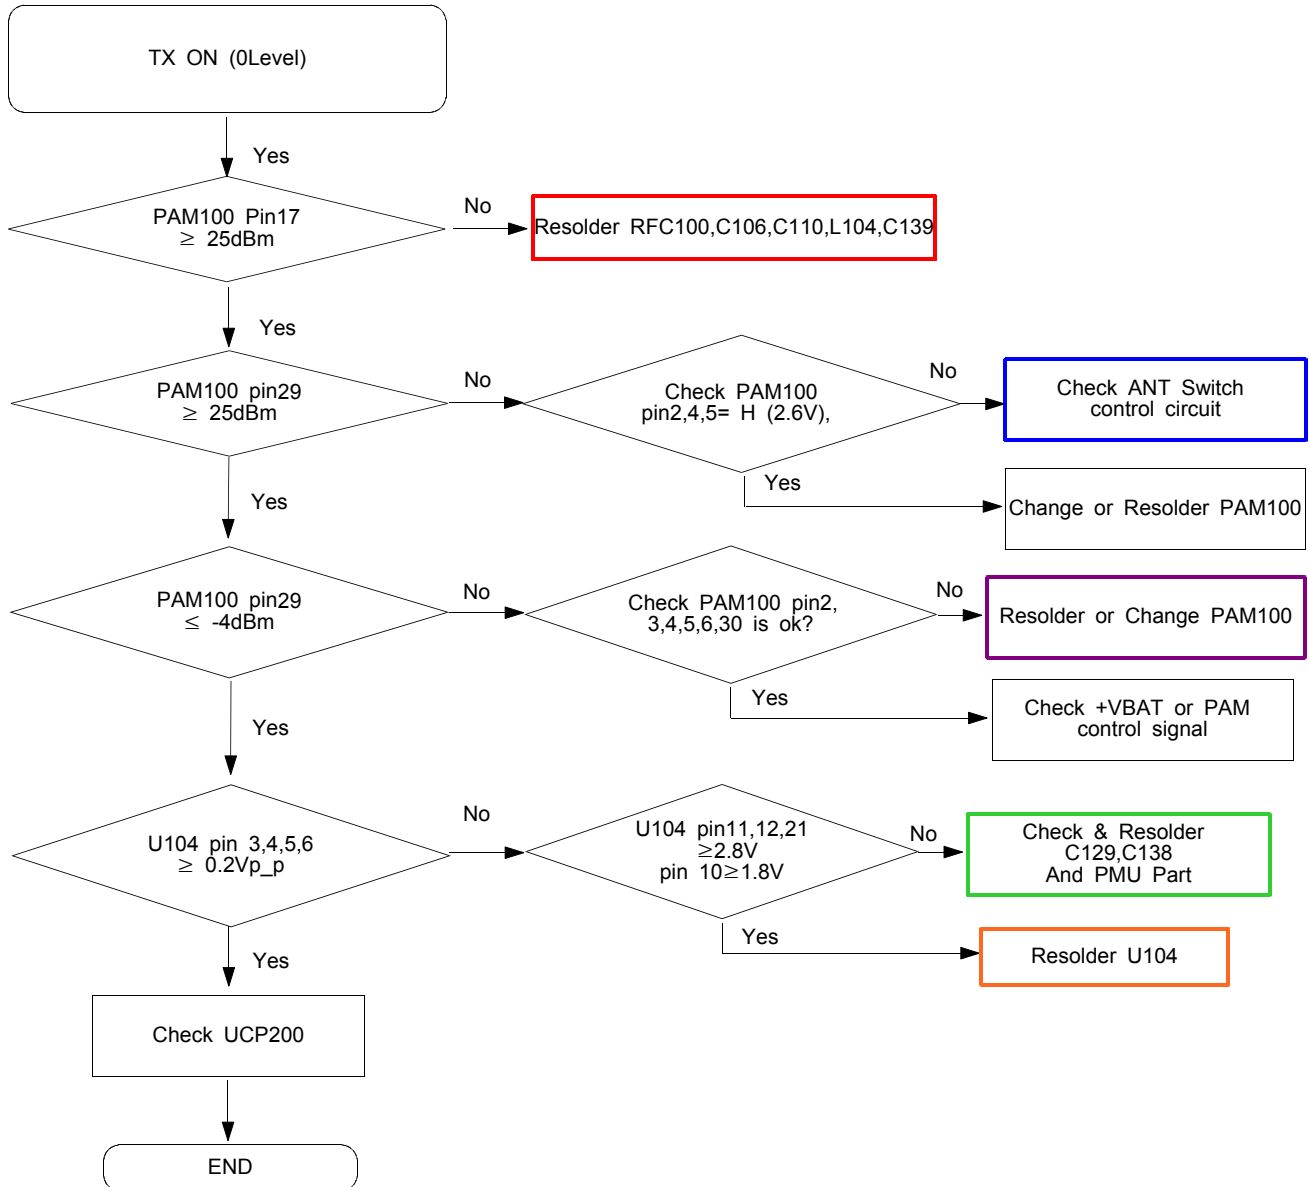 TX ON (0Level)
Yes
PAM100 Pin17
≥ 25dBm
No
Resolder RFC100,C106,C110,L104,C139
Yes
PAM100 pin29
≥ 25dBm
No
Check PAM100
pin2,4,5= H (2.6V),
No
Check ANT Switch
control circuit
Yes
Change or Resolder PAM100
Yes
PAM100 pin29
≤ -4dBm
No
Check PAM100 pin2,
3,4,5,6,30 is ok?
No
Resolder or Change PAM100
Yes
Check +VBAT or PAM
control signal
Yes
U104 pin 3,4,5,6
≥ 0.2Vp_p
No
U104 pin11,12,21
≥2.8V
pin 10≥1.8V
No
Check & Resolder
C129,C138
And PMU Part
Yes
Resolder U104
Yes
Check UCP200
END